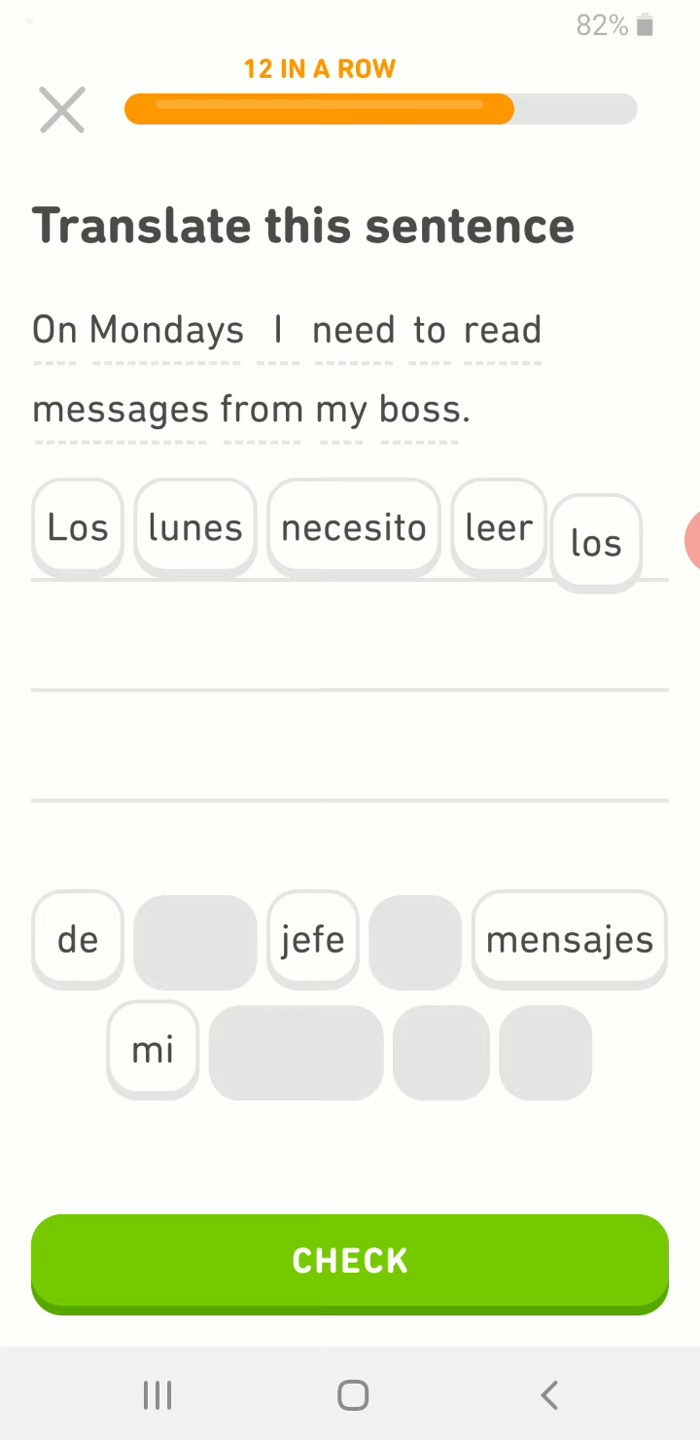 82%
12 IN A ROW
Translate this sentence
On Mondays I need to read
messages from my boss.
Los lunes necesito leer los
de jefe mensajes
mi
CHECK